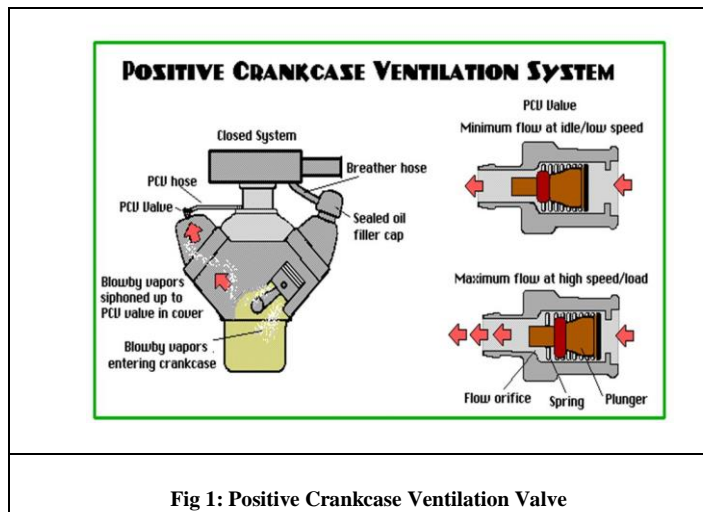 POSITIVE CRANKCASE VENTILATION SYSTEM
Closed System
Breather hose
PCV hose
PCV Valve
Sealed oil
filler cap
Blowby vapors
siphoned up to
PCV valve in cover
Blowby vapors
entering crankcase
PCV Valve
Minimum flow at idle/low speed
Maximum flow at high speed/load
Flow orifice
Spring
Plunger
Fig 1: Positive Crankcase Ventilation Valve